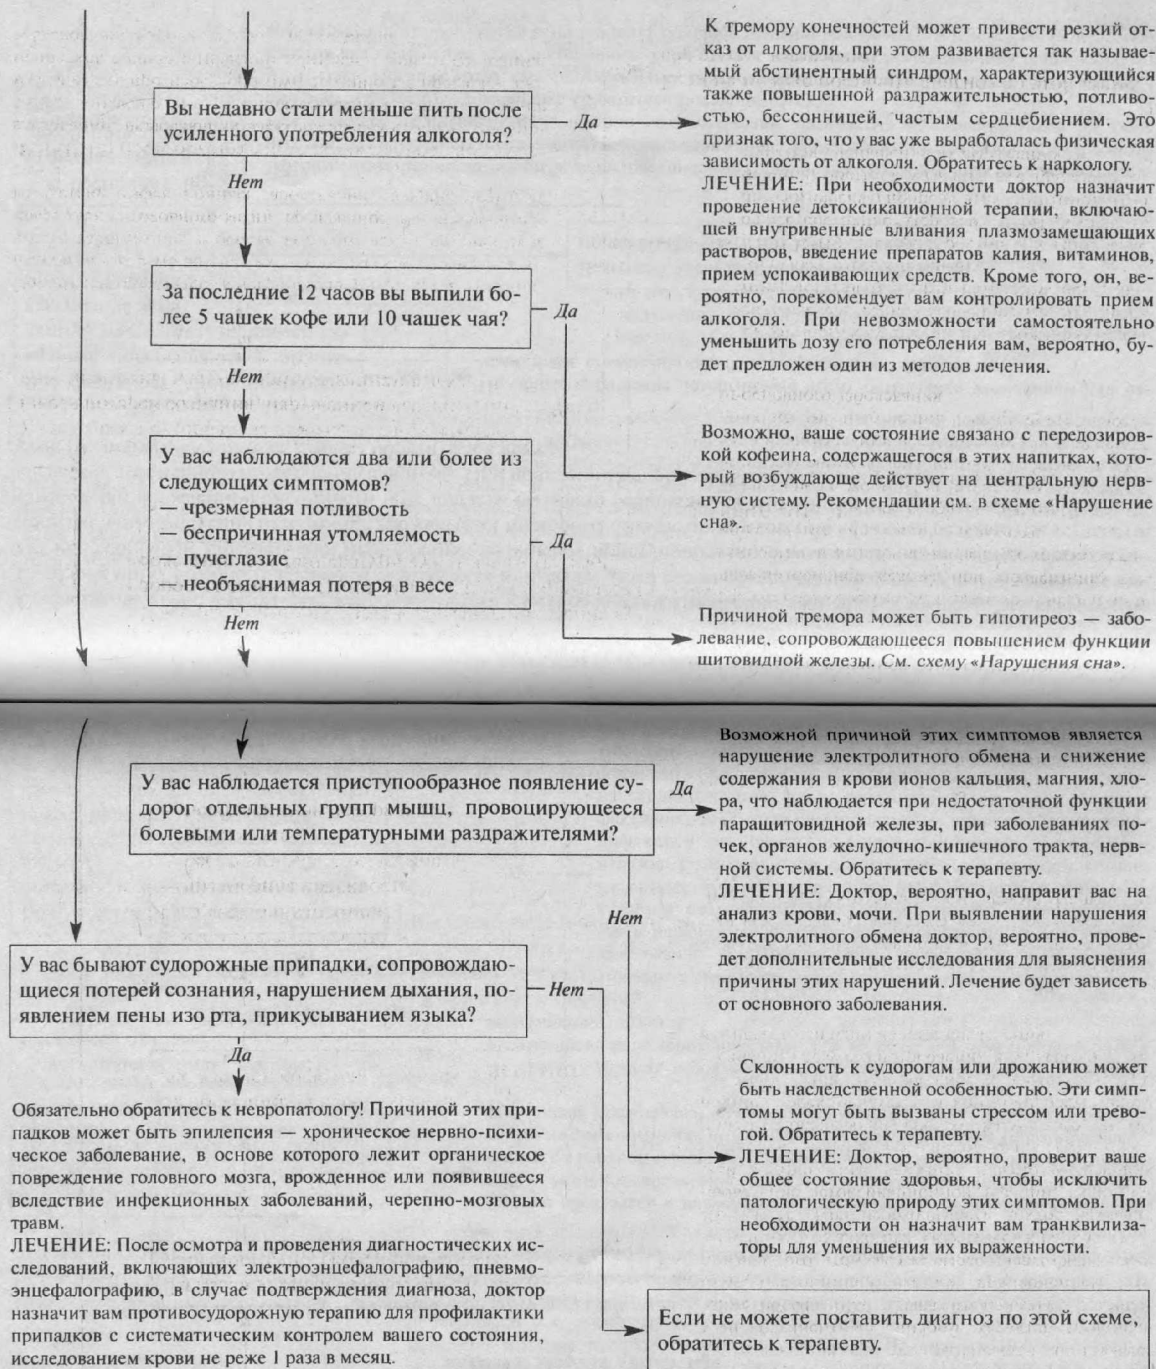 Вы недавно стали меньше пить после
усиленного употребления алкоголя?
Да
К тремору конечностей может привести резкий от-
каз от алкоголя, при этом развивается так называе-
мый абстинентный синдром, характеризующийся
также повышенной раздражительностью, потливо-
стью, бессонницей, частым сердцебиением. Это
признак того, что у вас уже выработалась физическая
зависимость от алкоголя. Обратитесь к наркологу.
ЛЕЧЕНИЕ: При необходимости доктор назначит
проведение детоксикационной терапии, включаю-
щей внутривенные вливания плазмозамещающих
растворов, введение препаратов калия, витаминов,
прием успокаивающих средств. Кроме того, он, ве-
роятно, порекомендует вам контролировать прием
алкоголя. При невозможности самостоятельно
уменьшить дозу его потребления вам, вероятно, бу-
дет предложен один из методов лечения.
Нет
За последние 12 часов вы выпили бо-
лее 5 чашек кофе или 10 чашек чая?
Да
Возможно, ваше состояние связано с передозиров-
кой кофеина, содержащегося в этих напитках, кото-
рый возбуждающе действует на центральную нерв-
ную систему. Рекомендации см. в схеме «Нарушение
сна».
Нет
У вас наблюдаются два или более из
следующих симптомов?
— чрезмерная потливость
— беспричинная утомляемость
— пучеглазие
— необъяснимая потеря в весе
Да
Причиной тремора может быть гипотиреоз — забо-
левание, сопровождающееся повышением функции
щитовидной железы. См. схему «Нарушения сна».
Нет
У вас наблюдается приступообразное появление су-
дорог отдельных групп мышц, провоцирующееся
болевыми или температурными раздражителями?
Да
Возможной причиной этих симптомов является
нарушение электролитного обмена и снижение
содержания в крови ионов кальция, магния, хло-
ра, что наблюдается при недостаточной функции
паращитовидной железы, при заболеваниях по-
чек, органов желудочно-кишечного тракта, нерв-
ной системы. Обратитесь к терапевту.
ЛЕЧЕНИЕ: Доктор, вероятно, направит вас на
анализ крови, мочи. При выявлении нарушения
электролитного обмена доктор, вероятно, прове-
дет дополнительные исследования для выяснения
причины этих нарушений. Лечение будет зависеть
от основного заболевания.
Нет
Склонность к судорогам или дрожанию может
быть наследственной особенностью. Эти симп-
томы могут быть вызваны стрессом или трево-
гой. Обратитесь к терапевту.
ЛЕЧЕНИЕ: Доктор, вероятно, проверит ваше
общее состояние здоровья, чтобы исключить
патологическую природу этих симптомов. При
необходимости он назначит вам транквилиза-
торы для уменьшения их выраженности.
У вас бывают судорожные припадки, сопровождаю-
щиеся потерей сознания, нарушением дыхания, по-
явлением пены изо рта, прикусыванием языка?
Нет
Да
Обязательно обратитесь к невропатологу! Причиной этих при-
падков может быть эпилепсия — хроническое нервно-психи-
ческое заболевание, в основе которого лежит органическое
повреждение головного мозга, врожденное или появившееся
вследствие инфекционных заболеваний, черепно-мозговых
травм.
ЛЕЧЕНИЕ: После осмотра и проведения диагностических ис-
следований, включающих электроэнцефалографию, пневмо-
энцефалографию, в случае подтверждения диагноза, доктор
назначит вам противосудорожную терапию для профилактики
припадков с систематическим контролем вашего состояния,
исследованием крови не реже 1 раза в месяц.
Если не можете поставить диагноз по этой схеме,
обратитесь к терапевту.